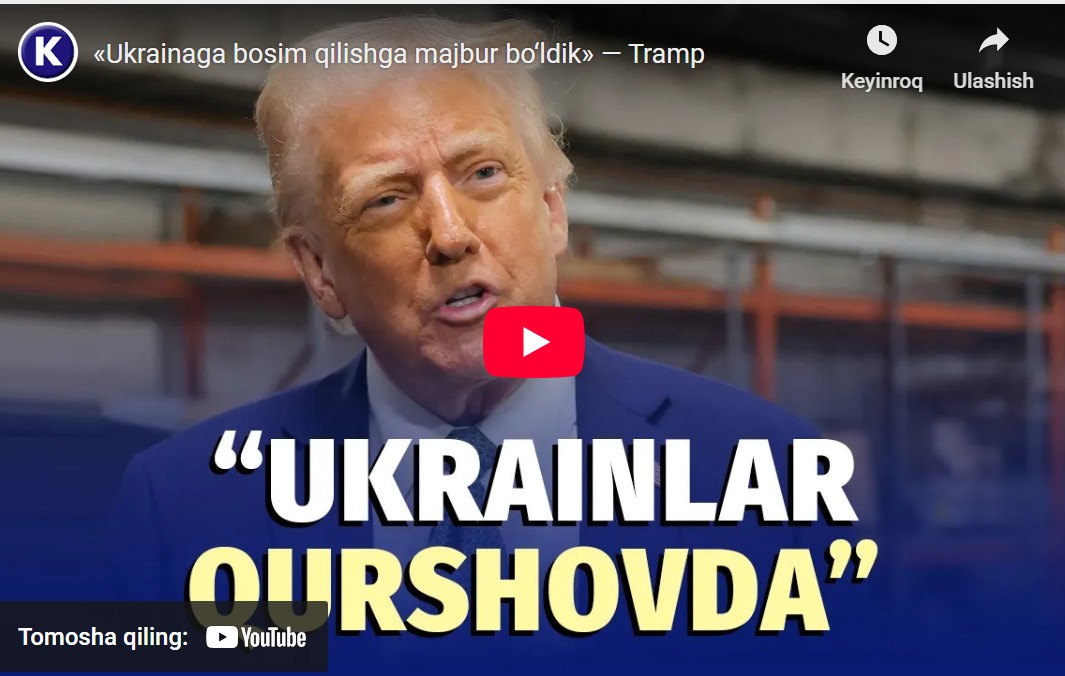 K
«Ukrainaga bosim qilishga majbur bo‘ldik» — Tramp
Keyinroq
Ulashish
“UKRAINLAR
QURSHOVDA”
Tomosha qiling:
YouTube